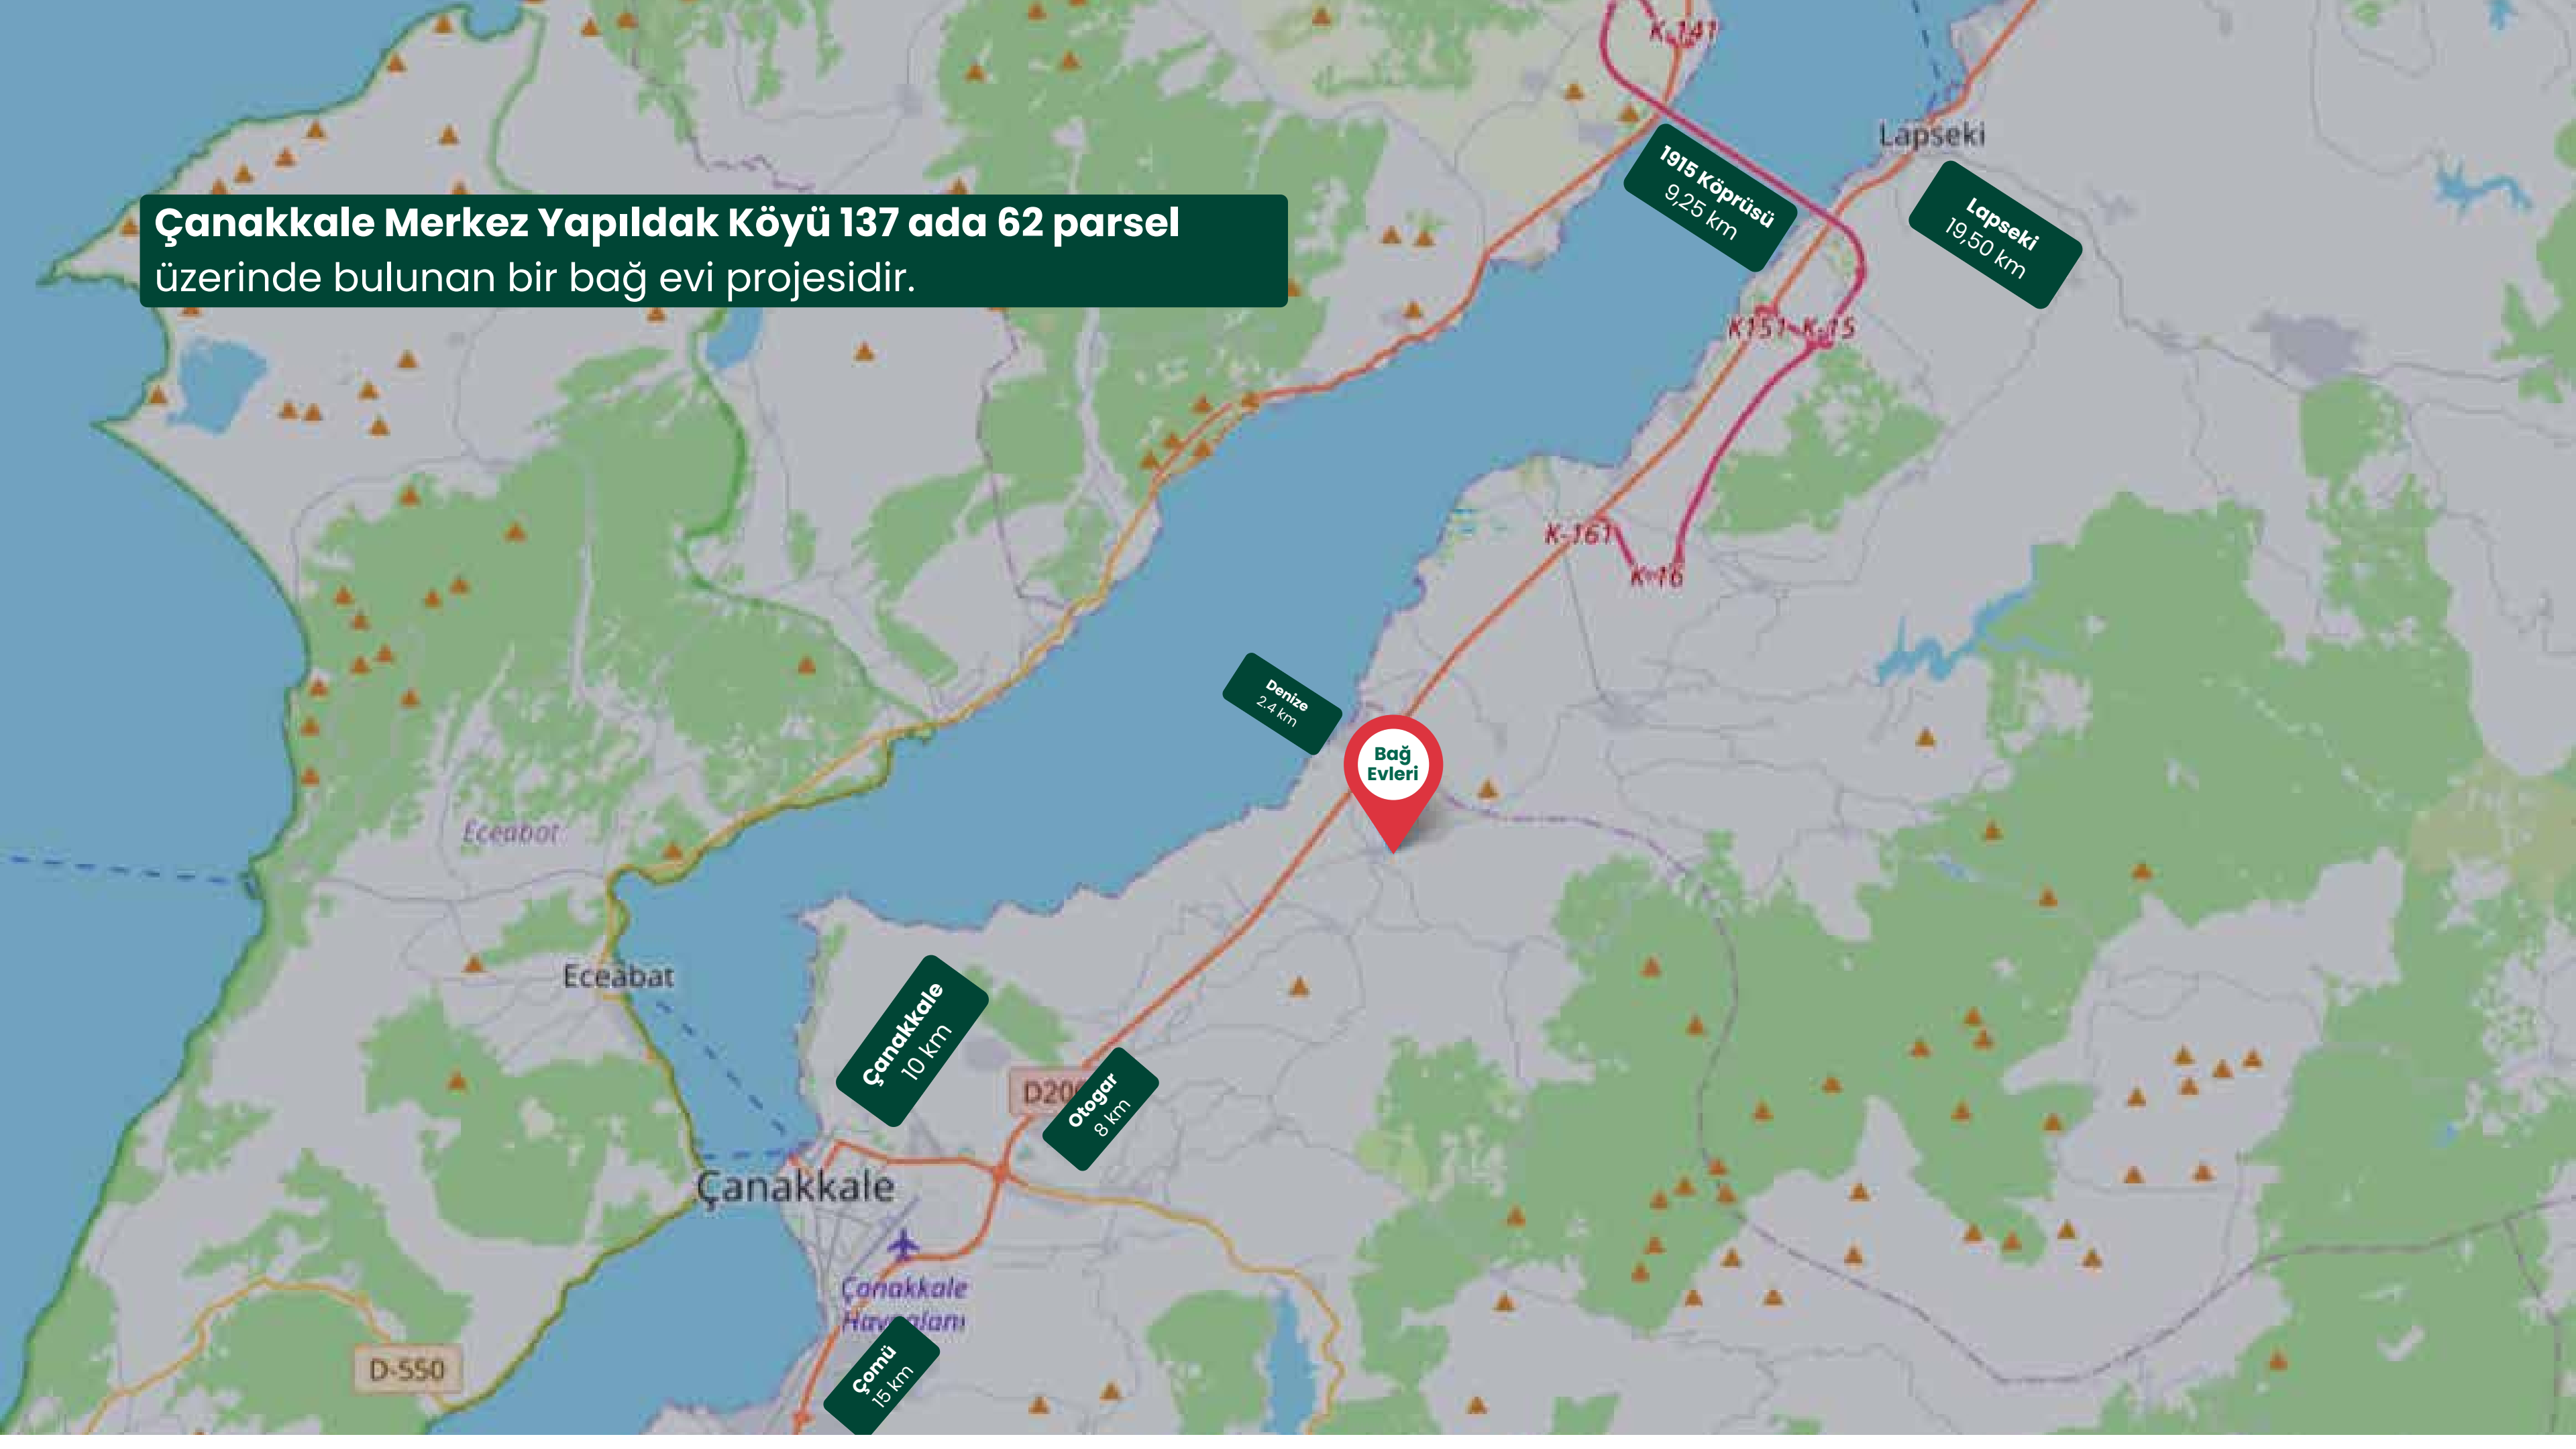 K-141
Lapseki
1915 Köprüsü
9,25 km
Lapseki
19,50 km
Çanakkale Merkez Yapıldak Köyü 137 ada 62 parsel
üzerinde bulunan bir bağ evi projesidir.
K151
K-15
K-161
K-16
Denize
2.4 km
Bağ
Evleri
Eceabat
Eceabat
Çanakkale
10 km
Otogar
8 km
Çanakkale
Çanakkale
Çomü
15 km
D-550